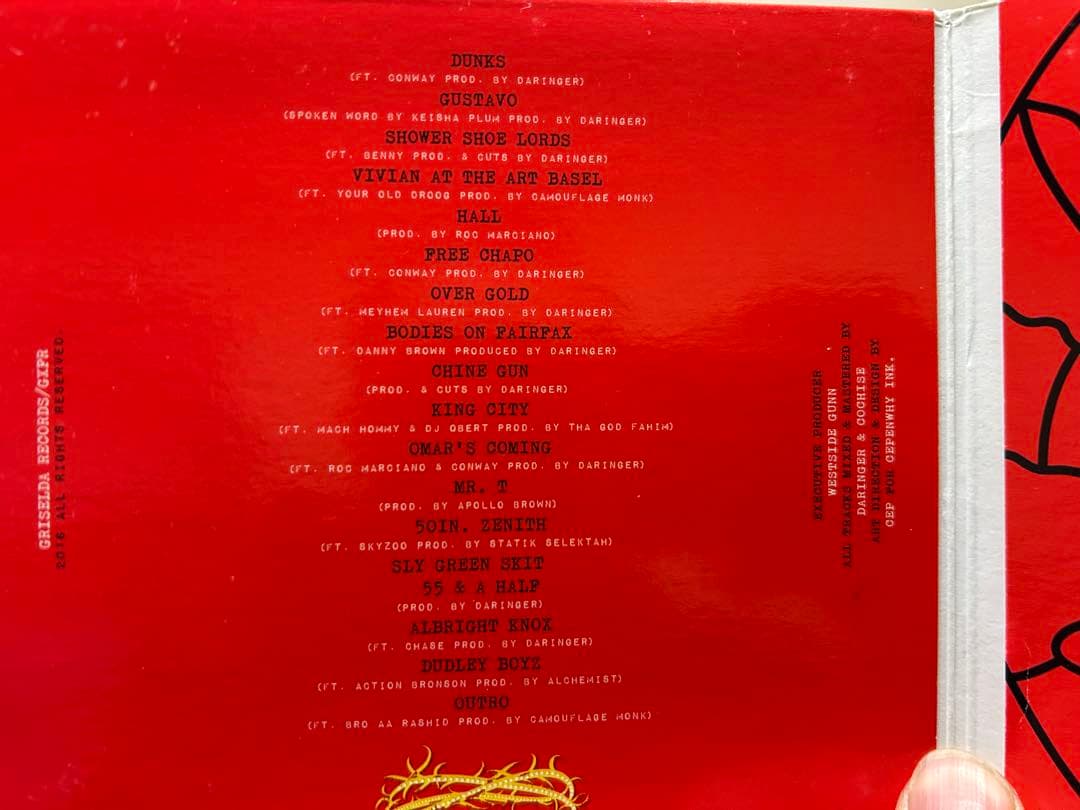 DUNKS
(FT. CONWAY PROD. BY DARINGER)
GUSTAVO
(SPOKEN WORD BY KEISHA PLUM PROD. BY DARINGER)
SHOWER SHOE LORDS
(FT. BENNY PROD. & CUTS BY DARINGER)
VIVIAN AT THE ART BASEL
(FT. YOUR OLD DROOG PROD. BY CAMOUFLAGE MONK)
HALL
(PROD. BY ROC MARCIANO)
FREE CHAPO
(FT. CONWAY PROD. BY DARINGER)
OVER GOLD
(FT. MEYHEM LAUREN PROD. BY DARINGER)
BODIES ON FAIRFAX
(FT. DANNY BROWN PRODUCED BY DARINGER)
CHINE GUN
(PROD. & CUTS BY DARINGER)
KING CITY
(FT. MACH HOMMY & DJ QBERT PROD. BY THA GOD FAHIM)
OMAR'S COMING
(FT. ROC MARCIANO & CONWAY PROD. BY DARINGER)
MR. T
(PROD. BY APOLLO BROWN)
50IN. ZENITH
(FT. SKYZOO PROD. BY STATIK SELEKTAH)
SLY GREEN SKIT
55 & A HALF
(PROD. BY DARINGER)
ALBRIGHT KNOX
(FT. CHASE PROD. BY DARINGER)
DUDLEY BOYZ
(FT. ACTION BRONSON PROD. BY ALCHEMIST)
OUTRO
(FT. BRO AA RASHID PROD. BY CAMOUFLAGE MONK)
GRISELDA RECORDS/GXFR
2016 ALL RIGHTS RESERVED.
EXECUTIVE PRODUCER
WESTSIDE GUNN
ALL TRACKS MIXED & MASTERED BY
DARINGER & COCHISE
ART DIRECTION & DESIGN BY
CEP FOR CEPENWHY INK.